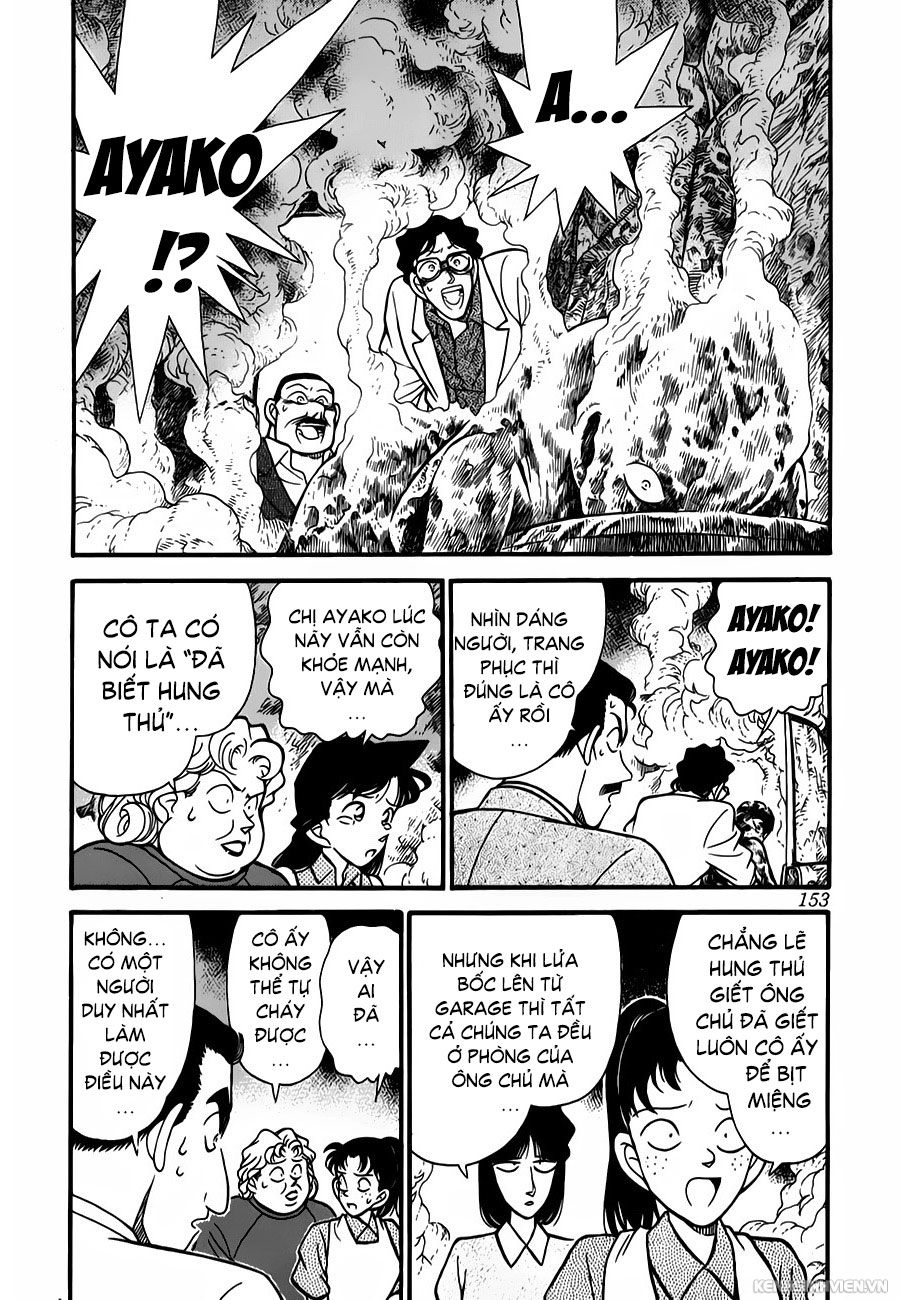 A...
AYAKO
!?
AYAKO!
AYAKO!
NHÌN DÁNG
NGƯỜI, TRANG
PHỤC THÌ
ĐÚNG LÀ CÔ
ẤY RỒI
...
CHỊ AYAKO LÚC
NÃY VẪN CÒN
KHỎE MẠNH,
VẬY MÀ
...
CÔ TA CÓ
NÓI LÀ “ĐÃ
BIẾT HUNG
THỦ”...
153
CHẲNG LẼ
HUNG THỦ
GIẾT ÔNG
CHỦ ĐÃ GIẾT
LUÔN CÔ ẤY
ĐỂ BỊT
MIỆNG
...
NHƯNG KHI LỬA
BỐC LÊN TỪ
GARAGE THÌ TẤT
CẢ CHÚNG TA ĐỀU
Ở PHÒNG CỦA
ÔNG CHỦ MÀ
...
VẬY
AI
ĐÃ
...
CÔ ẤY
KHÔNG
THỂ TỰ
CHÁY
ĐƯỢC
...
KHÔNG...
CÓ MỘT
NGƯỜI
DUY NHẤT
LÀM
ĐƯỢC
ĐIỀU NÀY
...